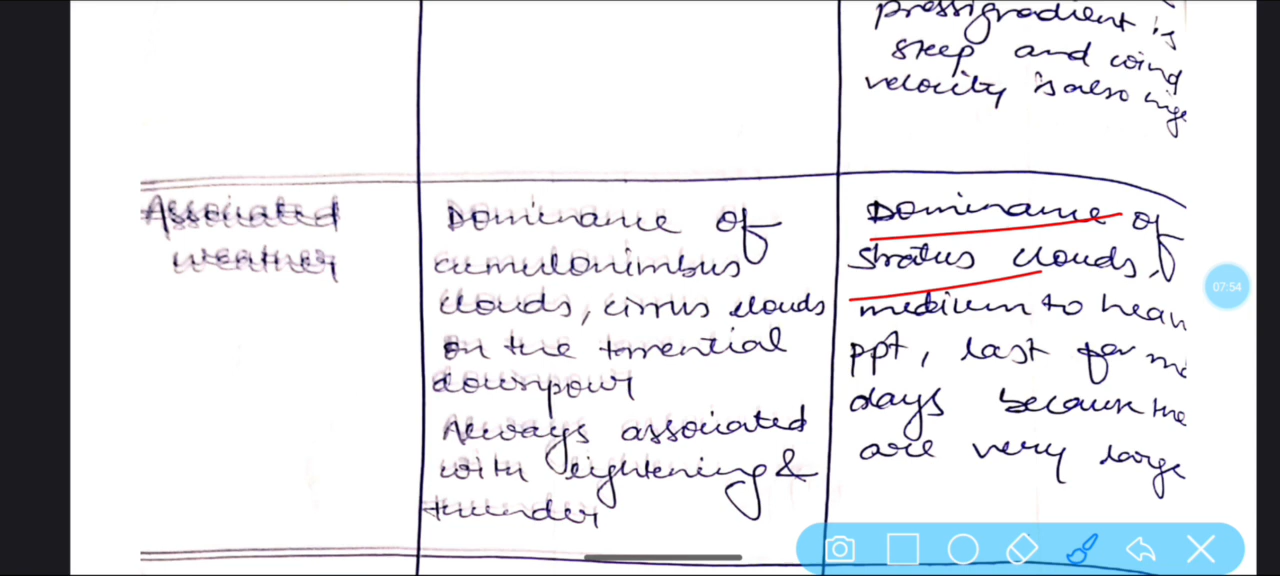 pressigradient is
steep and wind
velocity is also
Associated
weather
Dominance of
cumulonimbus
clouds, cirrus clouds
on the torrential
downpour
Always associated
with lightening &
thunder
Dominance of
stratus clouds,
medium to heav
ppt, last for mo
days because the
are very large
07:54